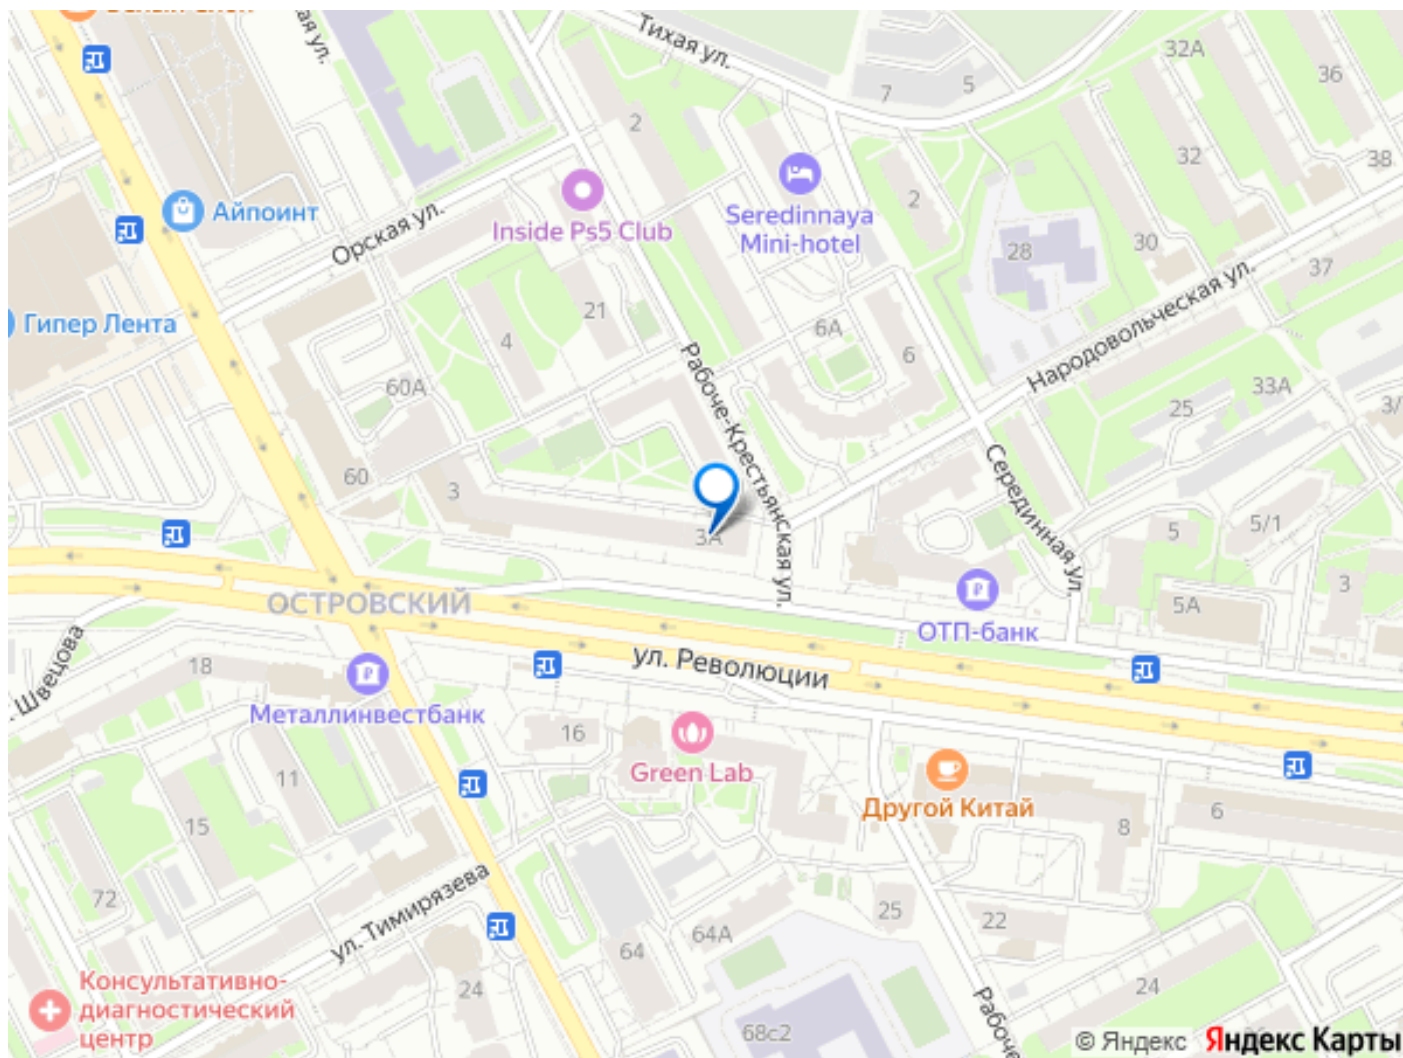 Тихая ул.
32А
36
7
5
2
32
38
Айпоинт
Орская ул.
Inside Ps5 Club
Seredinnaya
Mini-hotel
2
28
30
37
Гипер Лента
21
4
6А
6
Рабоче-Крестьянская ул.
Народовольческая ул.
60А
33А
25
3/
60
3
3А
Серединная ул.
5
5/1
3
5А
ОСТРОВСКИЙ
ОТП-банк
ул. Революции
Швецова
18
Металлинвестбанк
16
Green Lab
11
15
Другой Китай
8
6
72
ул. Тимирязева
25
22
64
64А
24
24
68с2
Рабоче
Консультативно-
диагностический
центр
© Яндекс Яндекс Карты